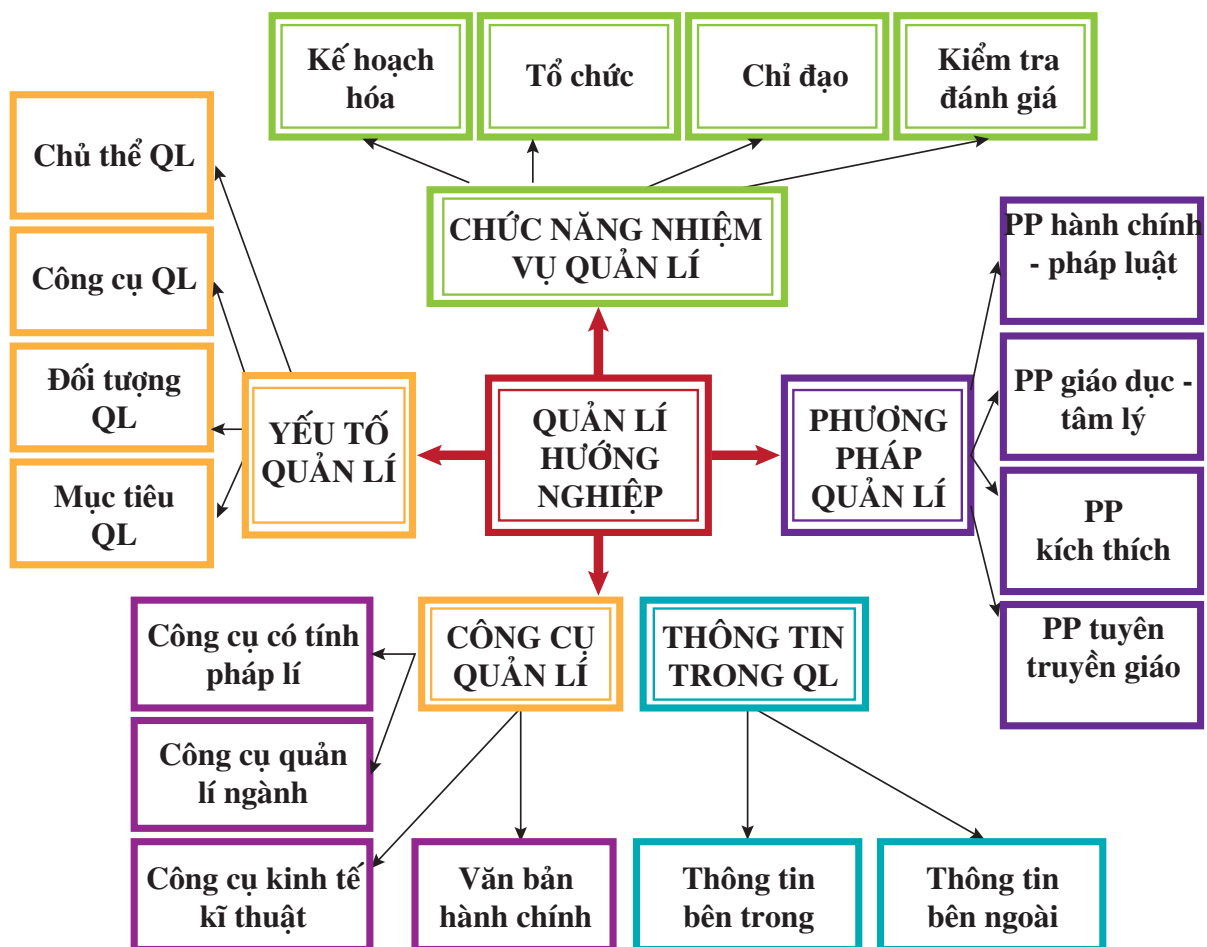 Kế hoạch
hóa
Tổ chức
Chỉ đạo
Kiểm tra
đánh giá
Chủ thể QL
Công cụ QL
Đối tượng
QL
Mục tiêu
QL
CHỨC NĂNG NHIỆM
VỤ QUẢN LÍ
YẾU TỐ
QUẢN LÍ
QUẢN LÍ
HƯỚNG
NGHIỆP
PHƯƠNG
PHÁP
QUẢN LÍ
PP hành chính
- pháp luật
PP giáo dục -
tâm lý
PP
kích thích
PP tuyên
truyền giáo
CÔNG CỤ
QUẢN LÍ
THÔNG TIN
TRONG QL
Công cụ có tính
pháp lí
Công cụ quản
lí ngành
Công cụ kinh tế
kĩ thuật
Văn bản
hành chính
Thông tin
bên trong
Thông tin
bên ngoài